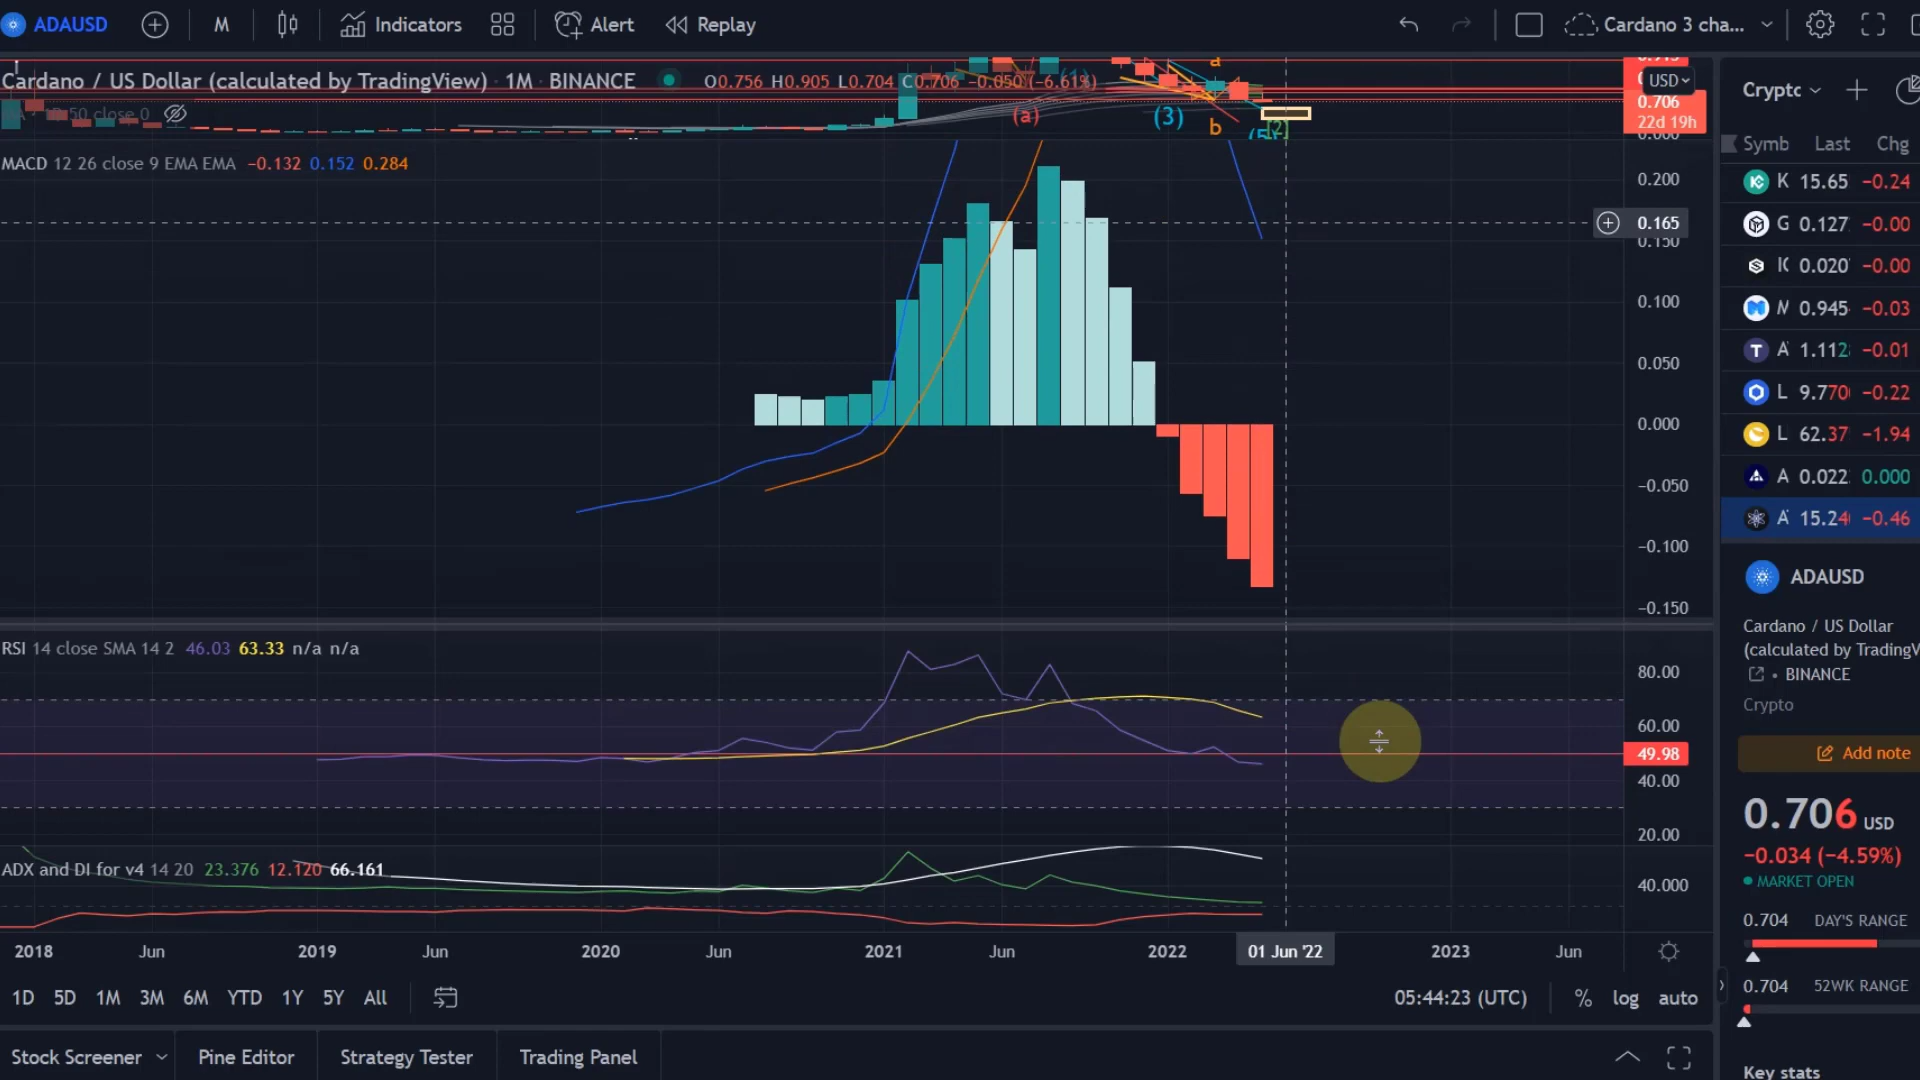 ADAUSD M Indicators Alert Replay Cardano 3 cha...
Cardano / US Dollar (calculated by TradingView) · 1M · BINANCE O0.756 H0.905 L0.704 C0.706 −0.050 (−6.61%)
USD
0.706
22d 19h
50 close 0
(a)
(3)
a
b
Crypto
Symb Last Chg
K 15.65 −0.24
G 0.127 −0.00
0.020 −0.00
0.945 −0.03
A 1.112 −0.01
L 9.770 −0.22
L 62.37 −1.94
A 0.022 0.000
A 15.24 −0.46
MACD 12 26 close 9 EMA EMA −0.132 0.152 0.284
0.200
0.165
0.150
0.100
0.050
0.000
−0.050
−0.100
−0.150
RSI 14 close SMA 14 2 46.03 63.33 n/a n/a
80.00
60.00
49.98
40.00
20.00
ADX and DI for v4 14 20 23.376 12.120 66.161
40.000
2018 Jun 2019 Jun 2020 Jun 2021 Jun 2022 01 Jun '22 2023 Jun
1D 5D 1M 3M 6M YTD 1Y 5Y All
05:44:23 (UTC) % log auto
Stock Screener Pine Editor Strategy Tester Trading Panel
ADAUSD
Cardano / US Dollar
(calculated by TradingV
• BINANCE
Crypto
Add note
0.706 USD
−0.034 (−4.59%)
MARKET OPEN
0.704 DAY'S RANGE
0.704 52WK RANGE
Key stats